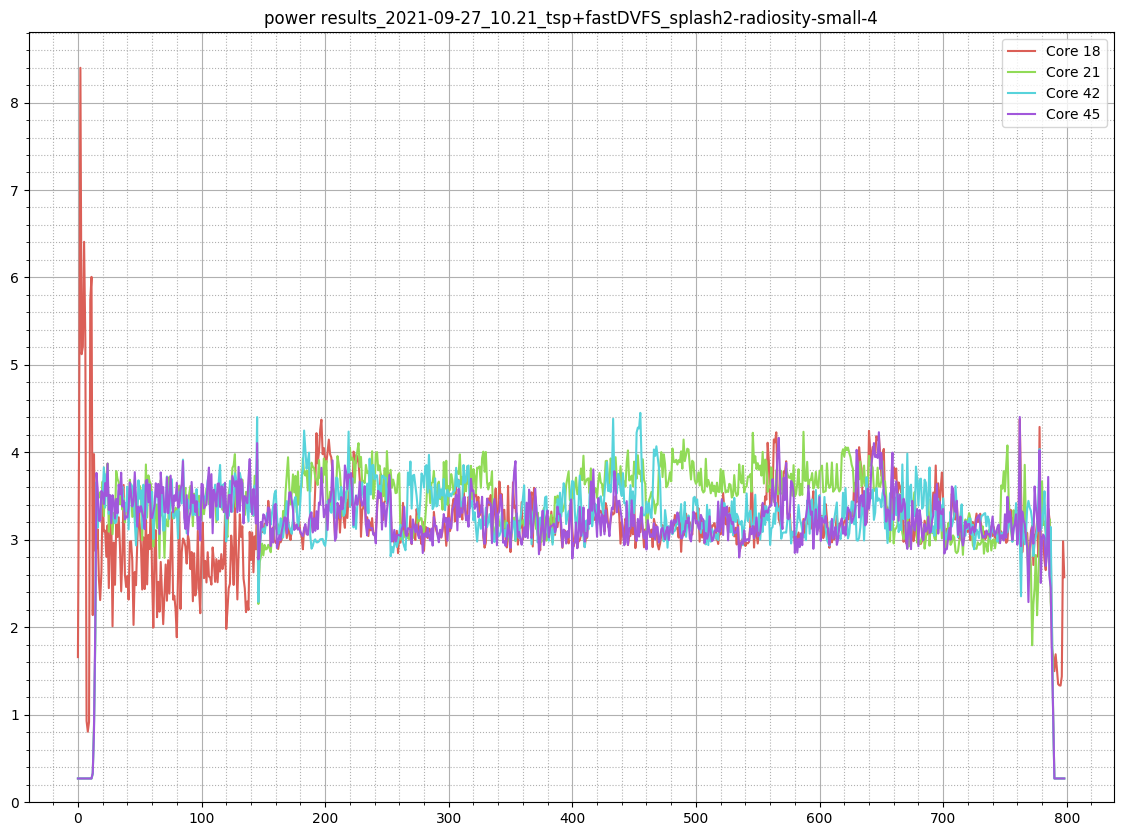 power results_2021-09-27_10.21_tsp+fastDVFS_splash2-radiosity-small-4
Core 18
Core 21
Core 42
Core 45
8
7
6
5
4
3
2
1
0
0 100 200 300 400 500 600 700 800